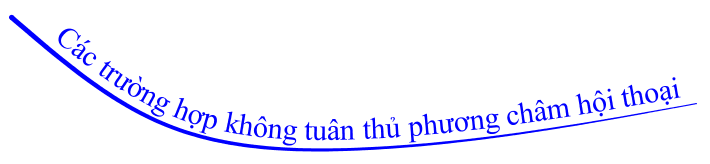 Các trường hợp không tuân thủ phương châm hội thoại